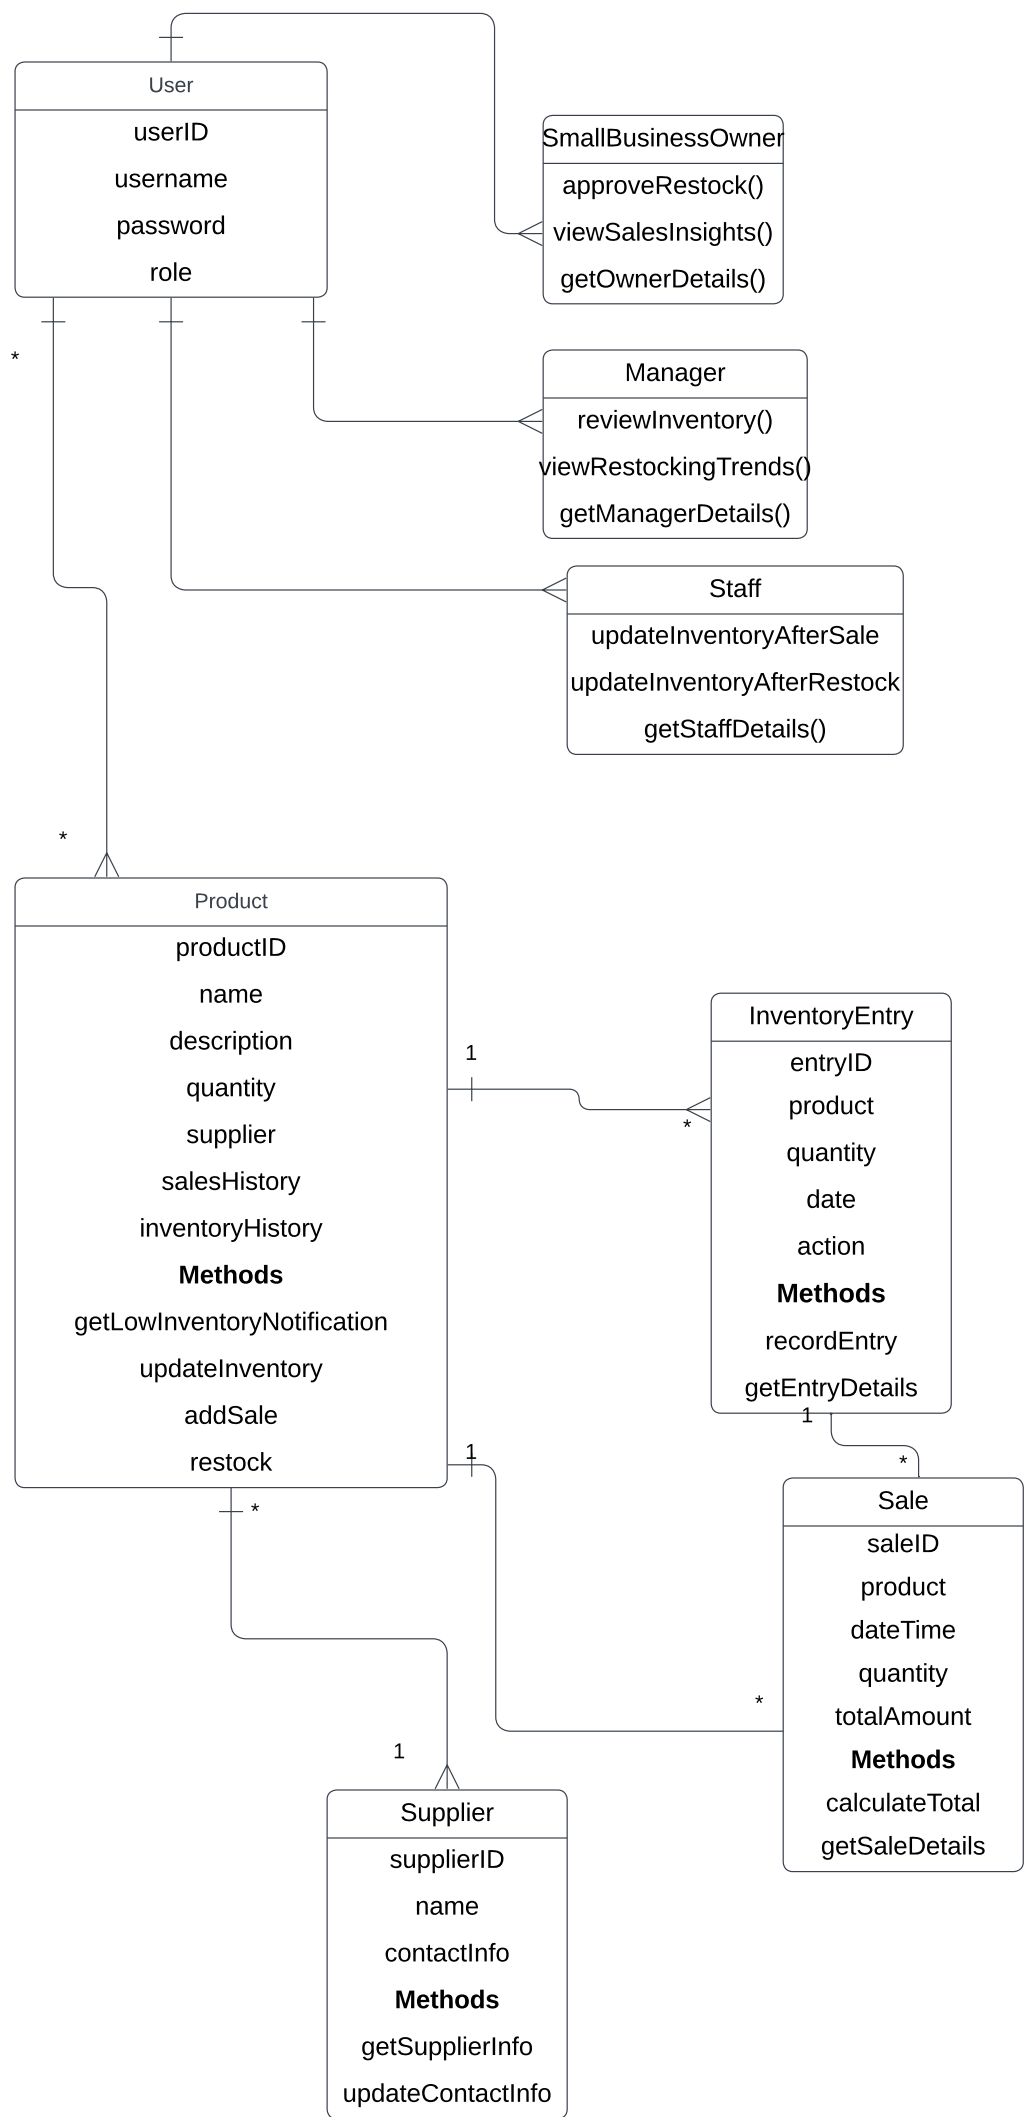 User
userID
username
password
role
SmallBusinessOwner
approveRestock()
viewSalesInsights()
getOwnerDetails()
*
Manager
reviewInventory()
viewRestockingTrends()
getManagerDetails()
Staff
updateInventoryAfterSale
updateInventoryAfterRestock
getStaffDetails()
*
Product
productID
name
description
quantity
supplier
salesHistory
inventoryHistory
Methods
getLowInventoryNotification
updateInventory
addSale
restock
1
*
InventoryEntry
entryID
product
quantity
date
action
Methods
recordEntry
getEntryDetails
1
*
1
*
Sale
saleID
product
dateTime
quantity
totalAmount
Methods
calculateTotal
getSaleDetails
*
1
Supplier
supplierID
name
contactInfo
Methods
getSupplierInfo
updateContactInfo